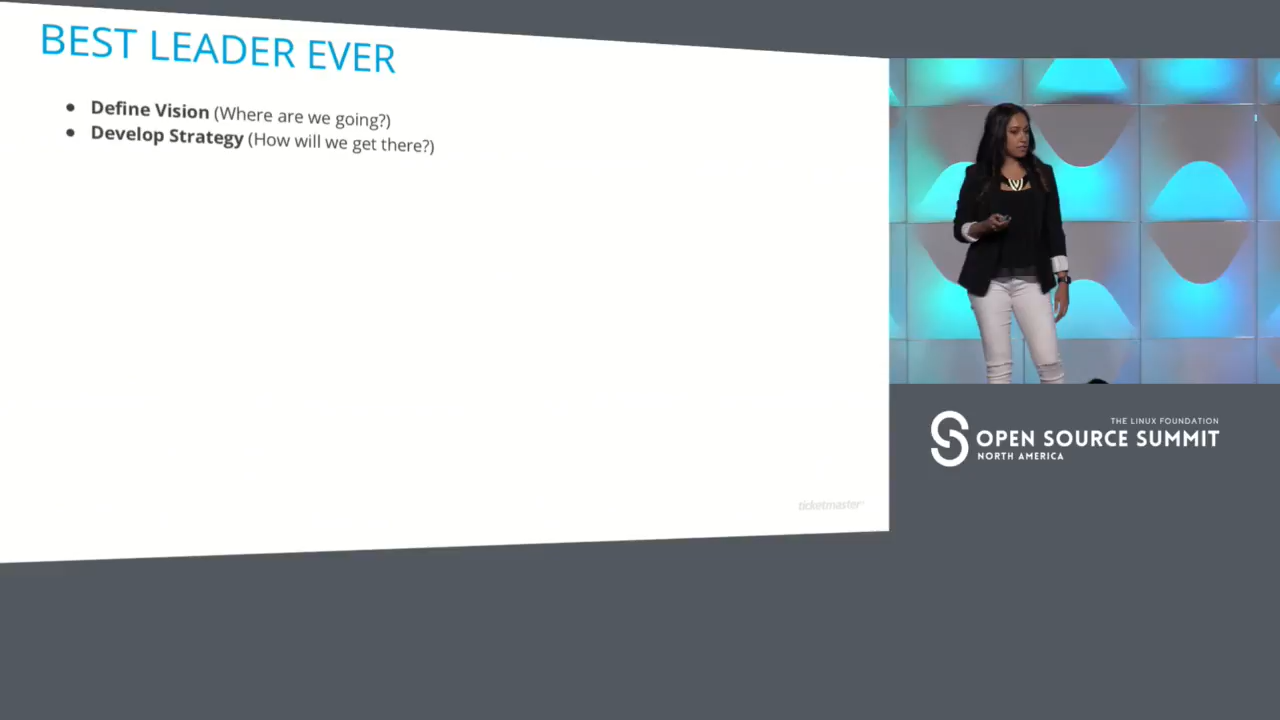 BEST LEADER EVER
● Define Vision (Where are we going?)
● Develop Strategy (How will we get there?)
ticketmaster
THE LINUX FOUNDATION
OPEN SOURCE SUMMIT
NORTH AMERICA